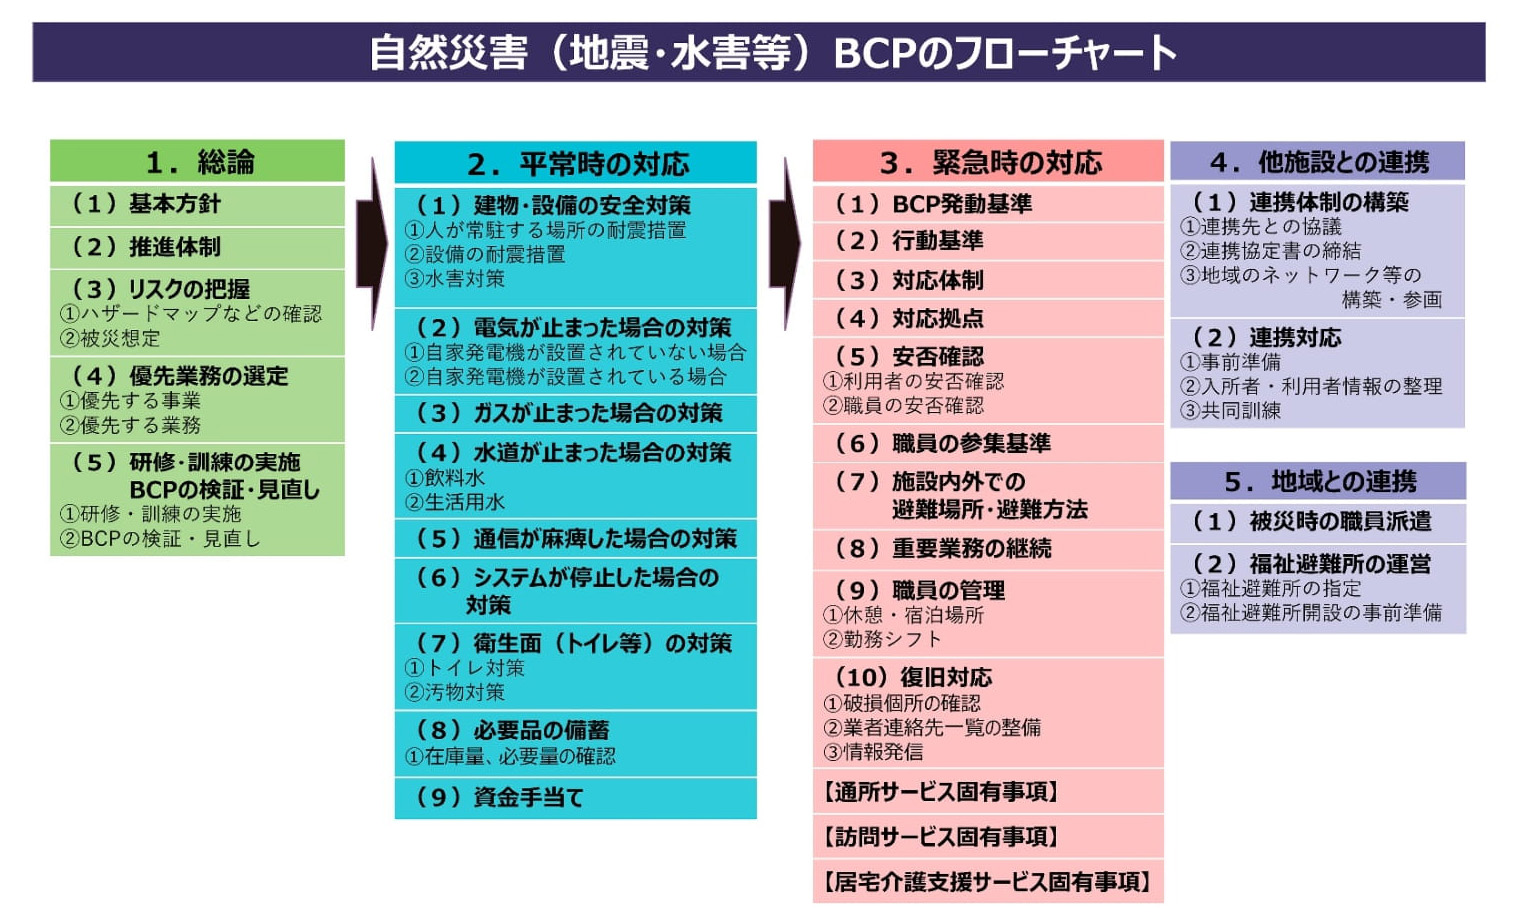 自然災害（地震・水害等）BCPのフローチャート
１．総論
（１）基本方針
（２）推進体制
（３）リスクの把握
①ハザードマップなどの確認
②被災想定
（４）優先業務の選定
①優先する事業
②優先する業務
（５）研修・訓練の実施
BCPの検証・見直し
①研修・訓練の実施
②BCPの検証・見直し
２．平常時の対応
（１）建物・設備の安全対策
①人が常駐する場所の耐震措置
②設備の耐震措置
③水害対策
（２）電気が止まった場合の対策
①自家発電機が設置されていない場合
②自家発電機が設置されている場合
（３）ガスが止まった場合の対策
（４）水道が止まった場合の対策
①飲料水
②生活用水
（５）通信が麻痺した場合の対策
（６）システムが停止した場合の
対策
（７）衛生面（トイレ等）の対策
①トイレ対策
②汚物対策
（８）必要品の備蓄
①在庫量、必要量の確認
（９）資金手当て
３．緊急時の対応
（１）BCP発動基準
（２）行動基準
（３）対応体制
（４）対応拠点
（５）安否確認
①利用者の安否確認
②職員の安否確認
（６）職員の参集基準
（７）施設内外での
避難場所・避難方法
（８）重要業務の継続
（９）職員の管理
①休憩・宿泊場所
②勤務シフト
（10）復旧対応
①破損個所の確認
②業者連絡先一覧の整備
③情報発信
【通所サービス固有事項】
【訪問サービス固有事項】
【居宅介護支援サービス固有事項】
４．他施設との連携
（１）連携体制の構築
①連携先との協議
②連携協定書の締結
③地域のネットワーク等の
構築・参画
（２）連携対応
①事前準備
②入所者・利用者情報の整理
③共同訓練
５．地域との連携
（１）被災時の職員派遣
（２）福祉避難所の運営
①福祉避難所の指定
②福祉避難所開設の事前準備